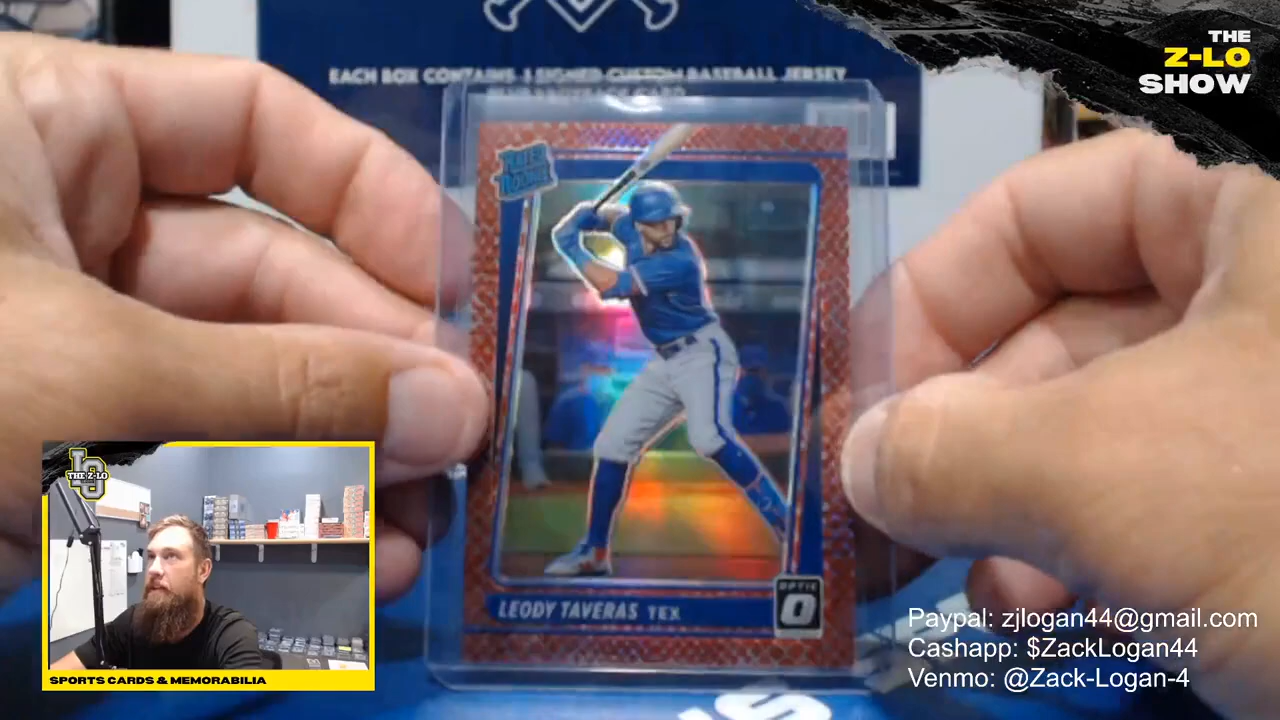 THE
Z-LO
SHOW
EACH BOX CONTAINS 1 SIGNED CUSTOM BASEBALL JERSEY
CARD
RATED
ROOKIE
LEODY TAVERAS TEX
OPTIC
O
THE Z-LO
SPORTS CARDS & MEMORABILIA
Paypal: zjlogan44@gmail.com
Cashapp: $ZackLogan44
Venmo: @Zack-Logan-4